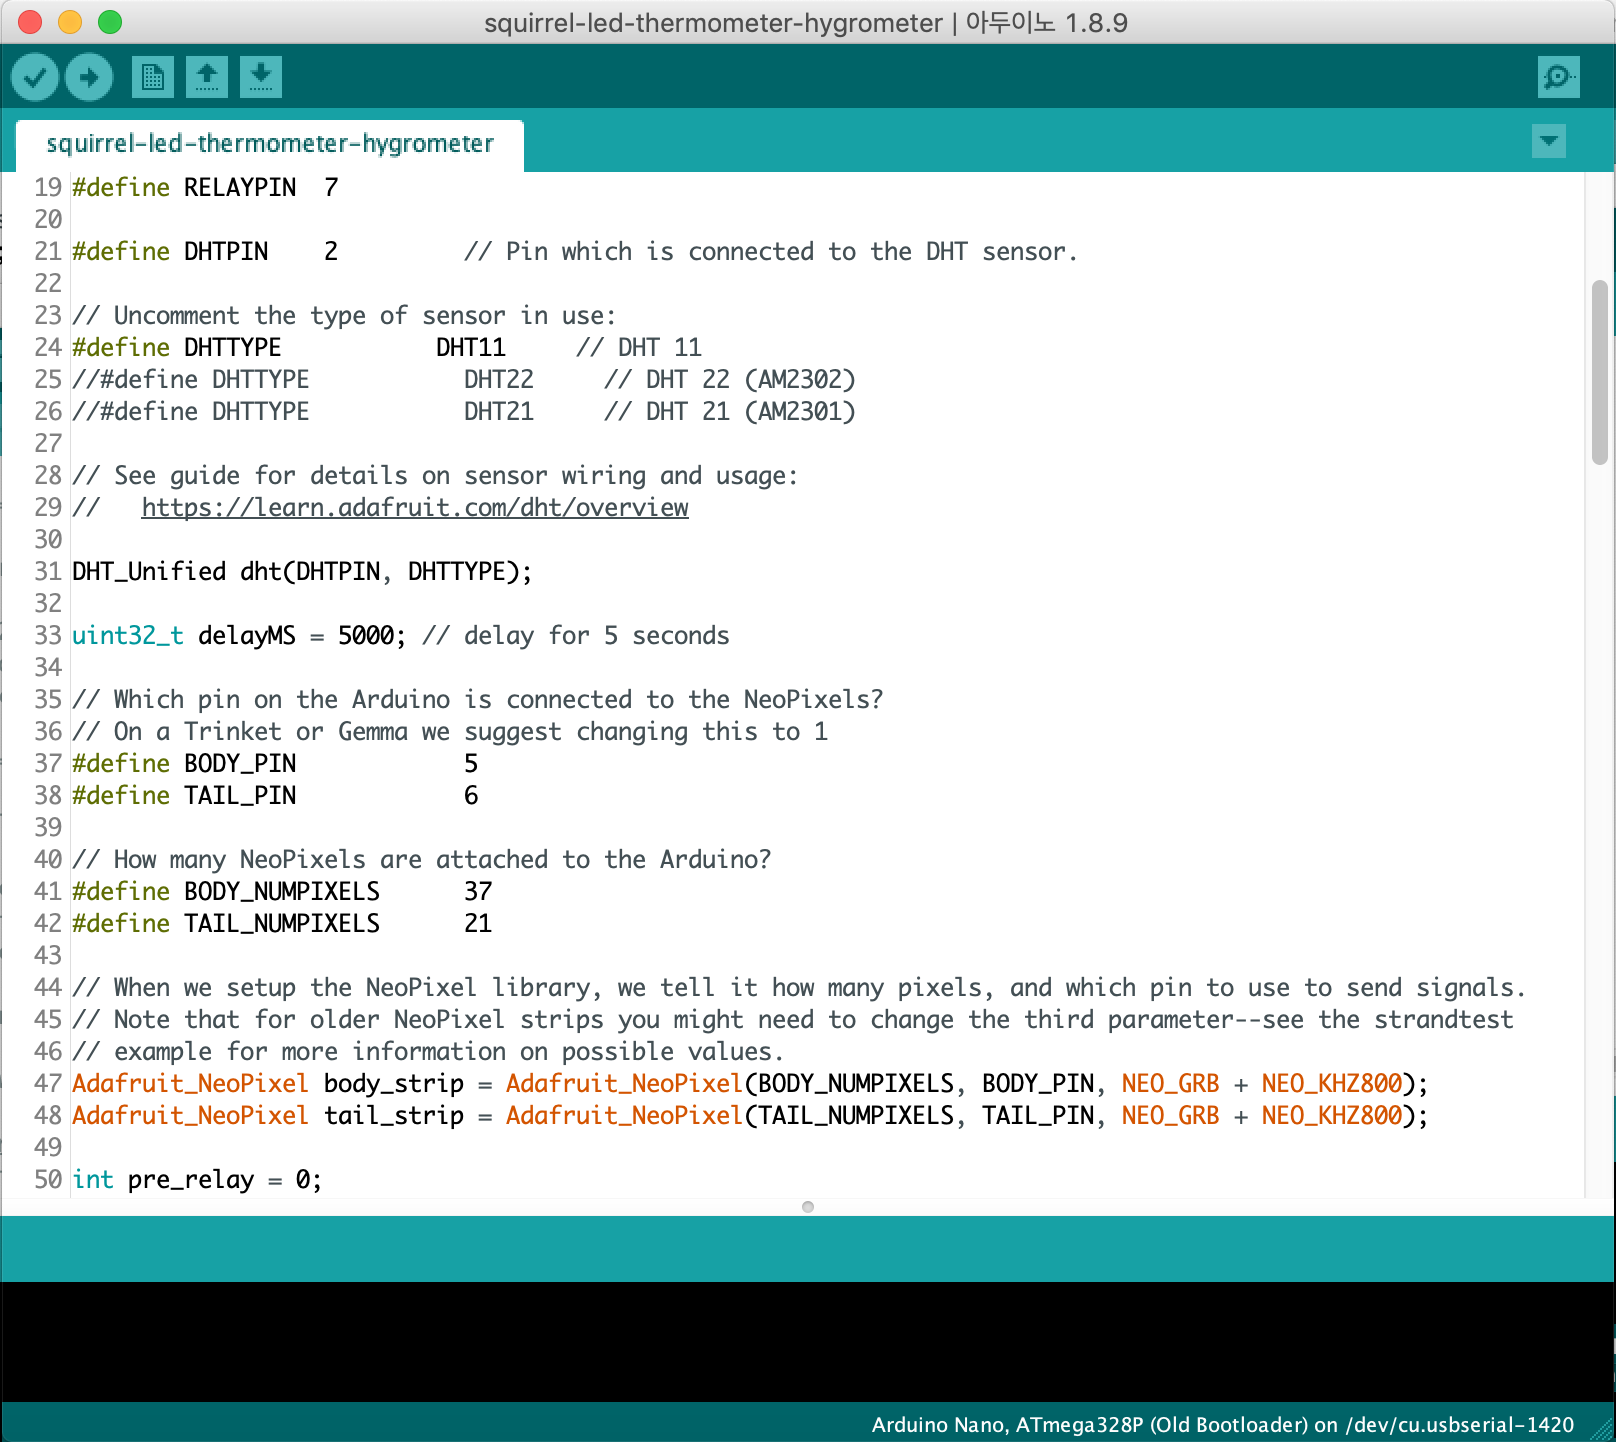 squirrel-led-thermometer-hygrometer | 아두이노 1.8.9
squirrel-led-thermometer-hygrometer
19 #define RELAYPIN  7
20
21 #define DHTPIN    2         // Pin which is connected to the DHT sensor.
22
23 // Uncomment the type of sensor in use:
24 #define DHTTYPE           DHT11     // DHT 11
25 //#define DHTTYPE           DHT22     // DHT 22 (AM2302)
26 //#define DHTTYPE           DHT21     // DHT 21 (AM2301)
27
28 // See guide for details on sensor wiring and usage:
29 //   https://learn.adafruit.com/dht/overview
30
31 DHT_Unified dht(DHTPIN, DHTTYPE);
32
33 uint32_t delayMS = 5000; // delay for 5 seconds
34
35 // Which pin on the Arduino is connected to the NeoPixels?
36 // On a Trinket or Gemma we suggest changing this to 1
37 #define BODY_PIN            5
38 #define TAIL_PIN            6
39
40 // How many NeoPixels are attached to the Arduino?
41 #define BODY_NUMPIXELS      37
42 #define TAIL_NUMPIXELS      21
43
44 // When we setup the NeoPixel library, we tell it how many pixels, and which pin to use to send signals.
45 // Note that for older NeoPixel strips you might need to change the third parameter--see the strandtest
46 // example for more information on possible values.
47 Adafruit_NeoPixel body_strip = Adafruit_NeoPixel(BODY_NUMPIXELS, BODY_PIN, NEO_GRB + NEO_KHZ800);
48 Adafruit_NeoPixel tail_strip = Adafruit_NeoPixel(TAIL_NUMPIXELS, TAIL_PIN, NEO_GRB + NEO_KHZ800);
49
50 int pre_relay = 0;
Arduino Nano, ATmega328P (Old Bootloader) on /dev/cu.usbserial-1420